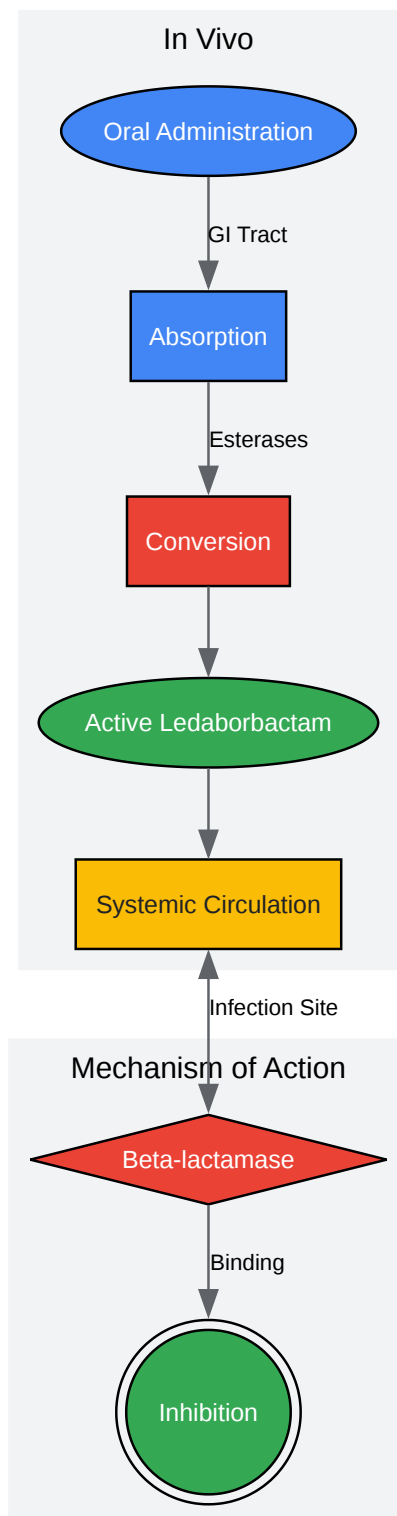 In Vivo
Oral Administration
GI Tract
Absorption
Esterases
Conversion
Active Ledaborbactam
Systemic Circulation
Infection Site
Mechanism of Action
Beta-lactamase
Binding
Inhibition